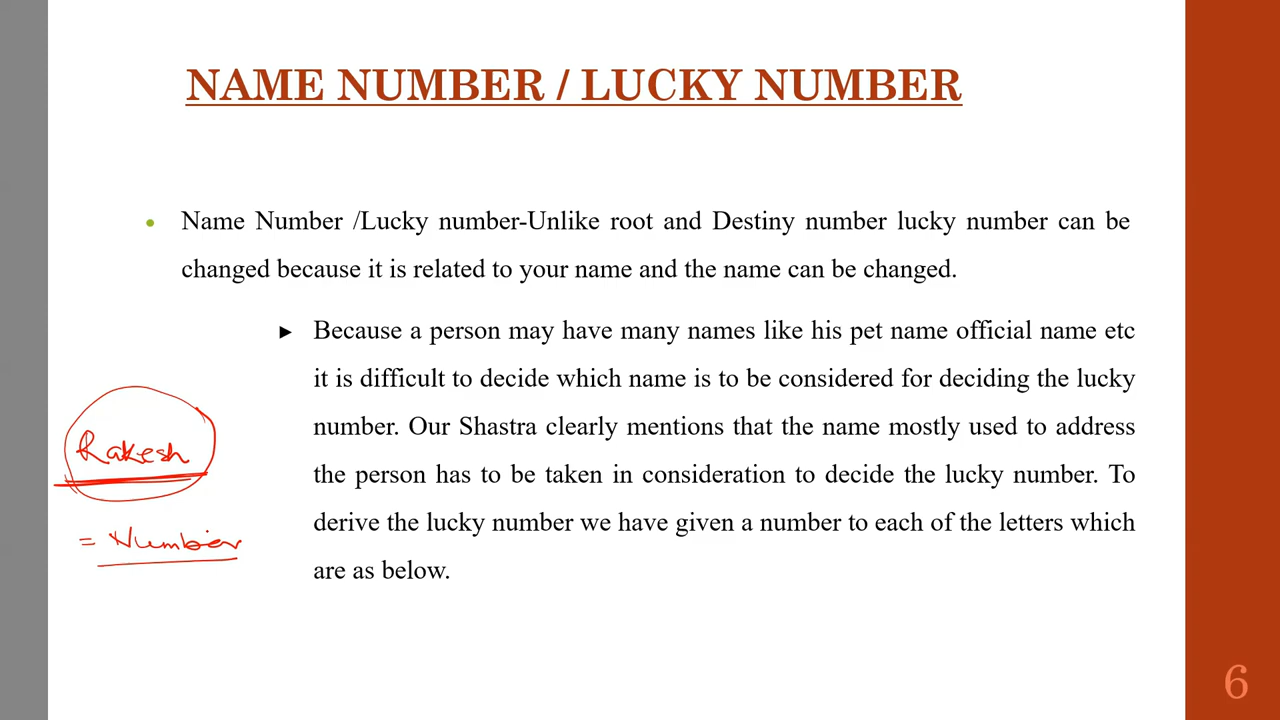 NAME NUMBER / LUCKY NUMBER
• Name Number /Lucky number-Unlike root and Destiny number lucky number can be
changed because it is related to your name and the name can be changed.
► Because a person may have many names like his pet name official name etc
it is difficult to decide which name is to be considered for deciding the lucky
number. Our Shastra clearly mentions that the name mostly used to address
the person has to be taken in consideration to decide the lucky number. To
derive the lucky number we have given a number to each of the letters which
are as below.
Rakesh
= Number
6